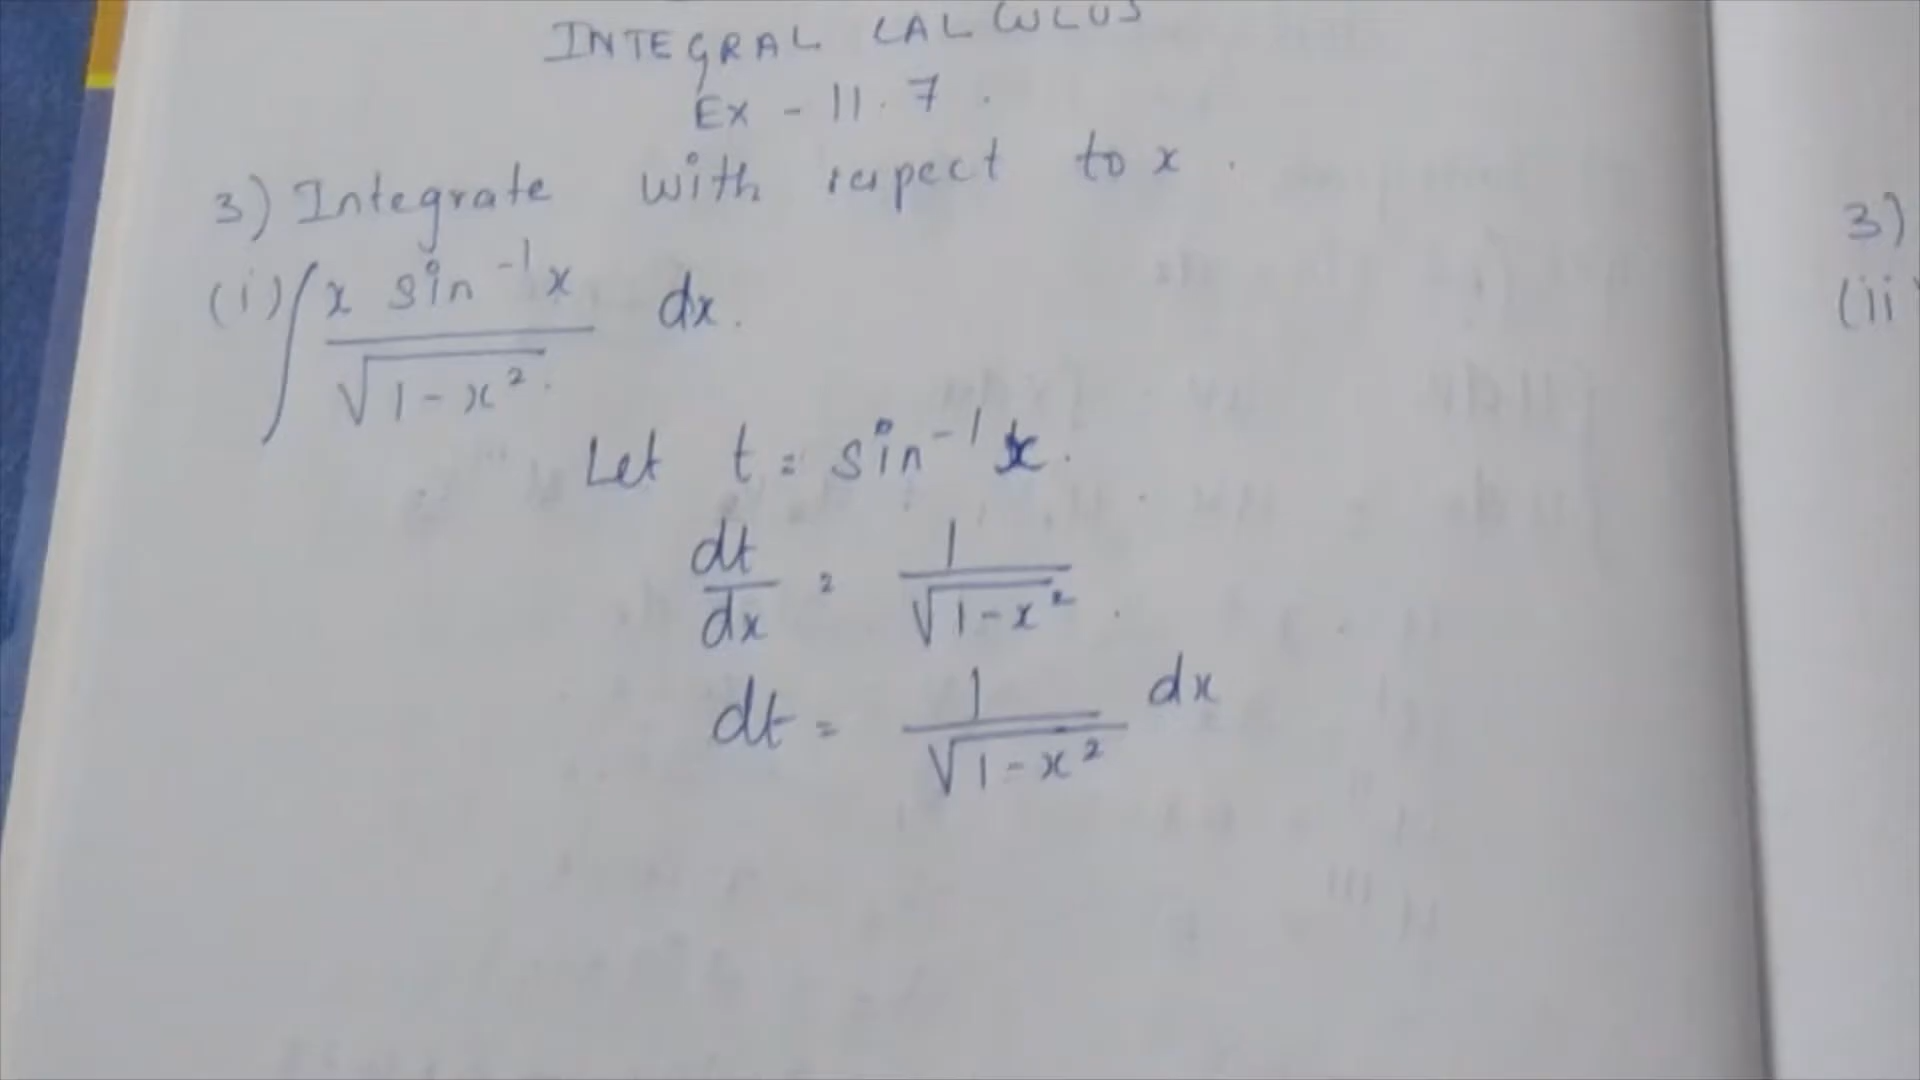 INTEGRAL CALCULUS
Ex - 11.7.
3) Integrate with respect to x.
(i) ∫ x sin⁻¹x / √1-x² dx.
Let t = sin⁻¹x.
dt/dx = 1/√1-x².
dt = 1/√1-x² dx
3)
(ii)